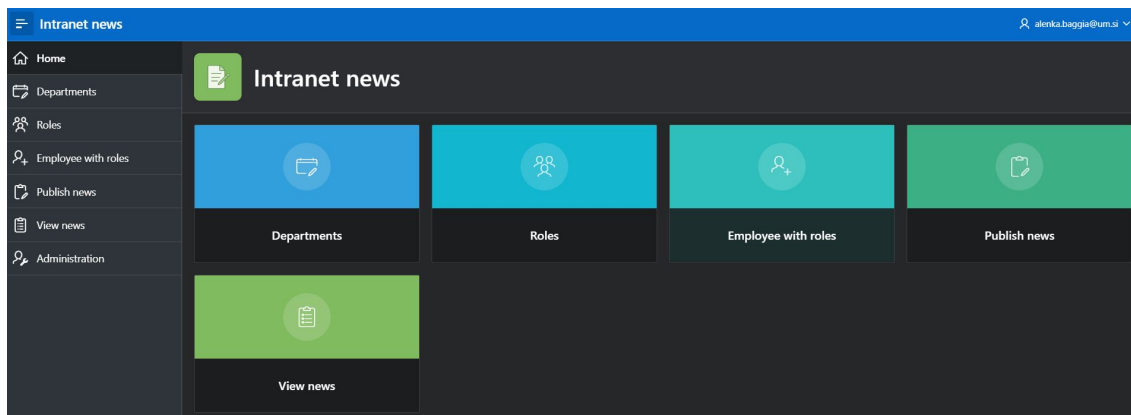 Intranet news
alenka.baggia@um.si
Home
Departments
Roles
Employee with roles
Publish news
View news
Administration
Intranet news
Departments
Roles
Employee with roles
Publish news
View news